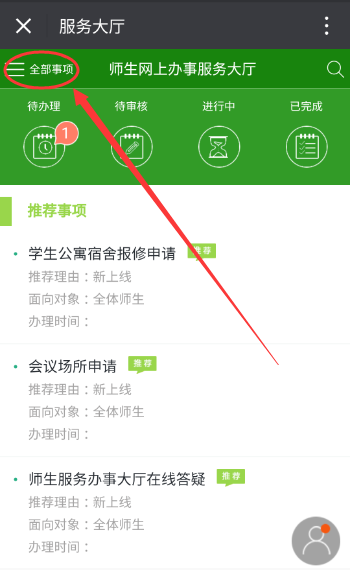 服务大厅
全部事项
师生网上办事服务大厅
待办理
待审核
进行中
已完成
1
推荐事项
学生公寓宿舍报修申请
推荐
推荐理由：新上线
面向对象：全体师生
办理时间：
会议场所申请
推荐
推荐理由：新上线
面向对象：全体师生
办理时间：
师生服务办事大厅在线答疑
推荐
推荐理由：新上线
面向对象：全体师生
办理时间：